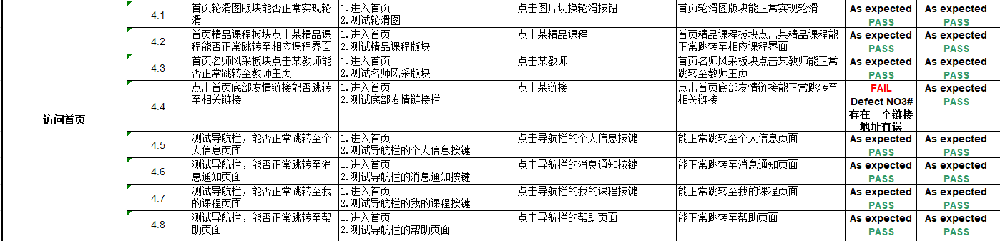 访问首页
4.1
首页轮滑图版块能否正常实现轮
滑
1.进入首页
2.测试轮滑图
点击图片切换轮滑按钮
首页轮滑图版块能正常实现轮滑
As expected
PASS
As expected
PASS
4.2
首页精品课程板块点击某精品课
程能否正常跳转至相应课程界面
1.进入首页
2.测试精品课程版块
点击某精品课程
首页精品课程板块点击某精品课程能
正常跳转至相应课程界面
As expected
PASS
As expected
PASS
4.3
首页名师风采板块点击某教师能
否正常跳转至教师主页
1.进入首页
2.测试名师风采版块
点击某教师
首页名师风采板块点击某教师能正常
跳转至教师主页
As expected
PASS
As expected
PASS
4.4
点击首页底部友情链接能否跳转
至相关链接
1.进入首页
2.测试底部友情链接栏
点击某链接
点击首页底部友情链接能正常跳转至
相关链接
FAIL
Defect NO3#
存在一个链接
地址有误
As expected
PASS
4.5
测试导航栏，能否正常跳转至个
人信息页面
1.进入首页
2.测试导航栏的个人信息按键
点击导航栏的个人信息按键
能正常跳转至个人信息页面
As expected
PASS
As expected
PASS
4.6
测试导航栏，能否正常跳转至消
息通知页面
1.进入首页
2.测试导航栏的消息通知按键
点击导航栏的消息通知按键
能正常跳转至消息通知页面
As expected
PASS
As expected
PASS
4.7
测试导航栏，能否正常跳转至我
的课程页面
1.进入首页
2.测试导航栏的我的课程按键
点击导航栏的我的课程按键
能正常跳转至我的课程页面
As expected
PASS
As expected
PASS
4.8
测试导航栏，能否正常跳转至帮
助页面
1.进入首页
2.测试导航栏的帮助页面
点击导航栏的帮助页面
能正常跳转至帮助页面
As expected
PASS
As expected
PASS